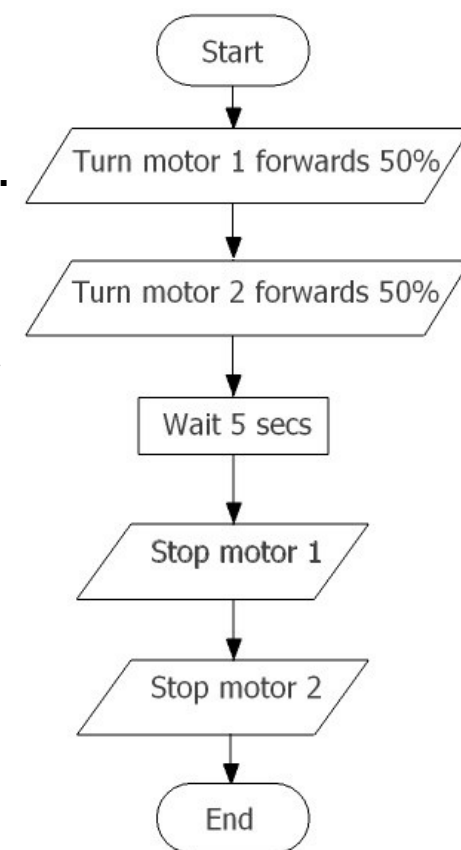 Start
Turn motor 1 forwards 50%
Turn motor 2 forwards 50%
Wait 5 secs
Stop motor 1
Stop motor 2
End